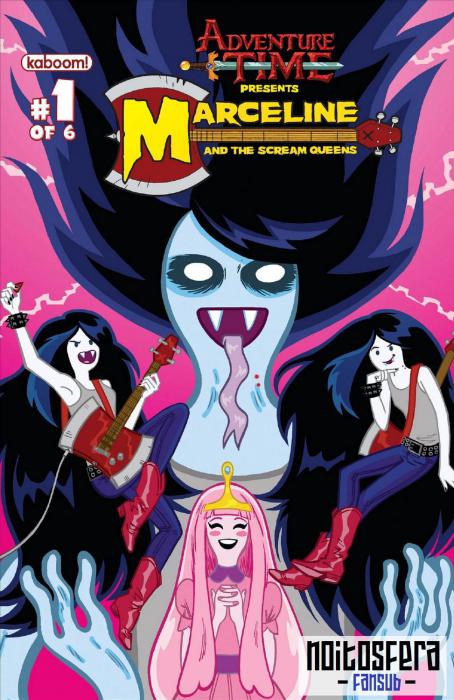 kaboom!
#1
OF 6
ADVENTURE
TIME
PRESENTS
MARCELINE
AND THE SCREAM QUEENS
NOITOSFERA
- FANSUB -